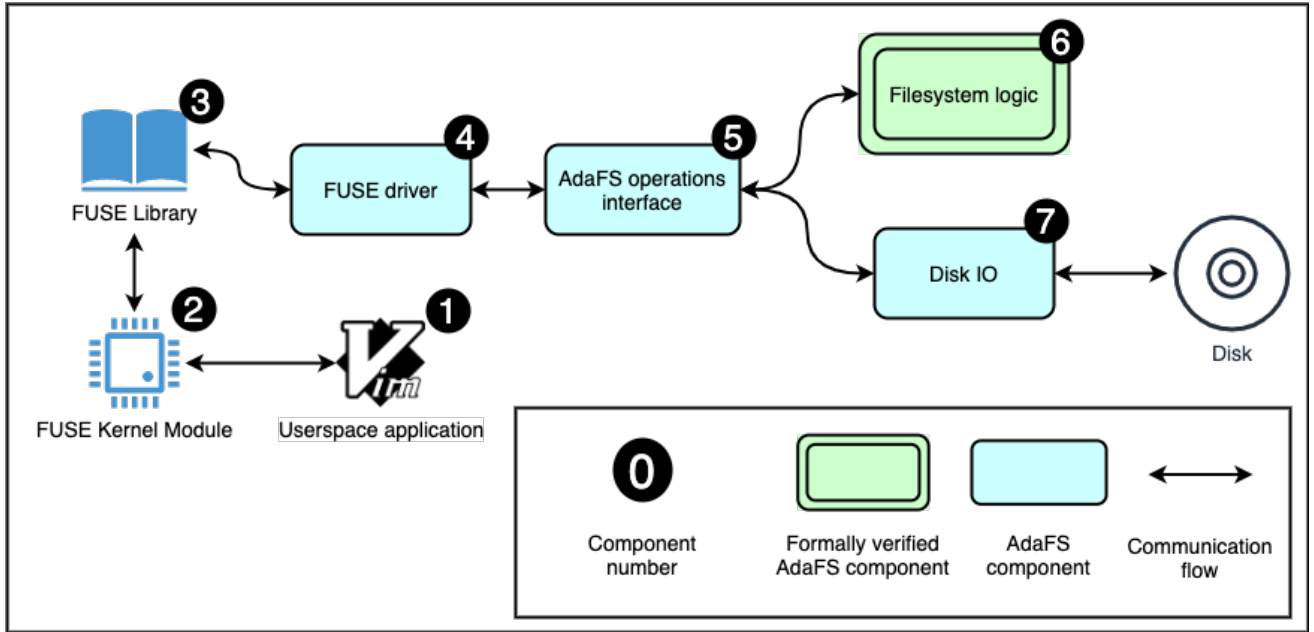 6
Filesystem logic
3
4
5
FUSE driver
AdaFS operations
interface
FUSE Library
7
Disk IO
2
1
Vim
Disk
FUSE Kernel Module
Userspace application
0
Component
number
Formally verified
AdaFS component
AdaFS
component
Communication
flow